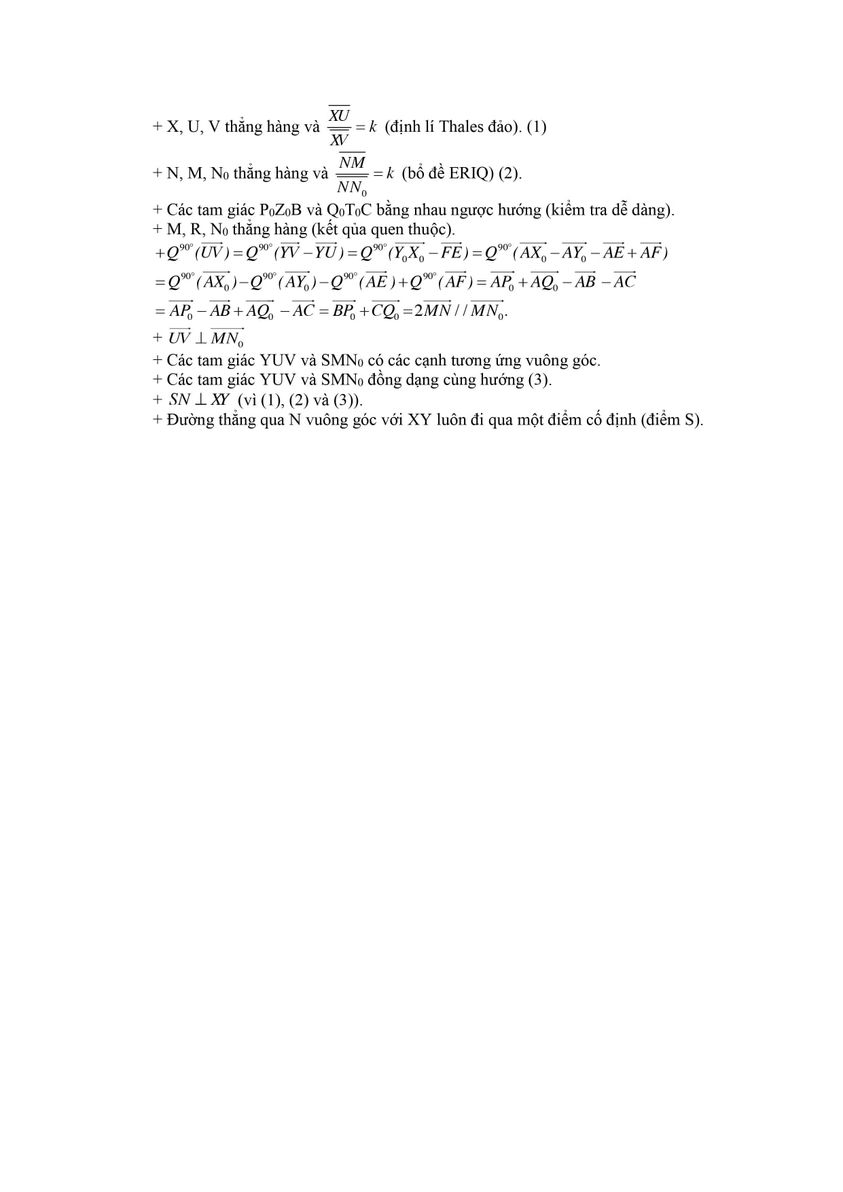 + X, U, V thẳng hàng và $\frac{\overline{XU}}{\overline{XV}} = k$ (định lí Thales đảo). (1)
+ N, M, N₀ thẳng hàng và $\frac{\overline{NM}}{\overline{NN_0}} = k$ (bổ đề ERIQ) (2).
+ Các tam giác P₀Z₀B và Q₀T₀C bằng nhau ngược hướng (kiểm tra dễ dàng).
+ M, R, N₀ thẳng hàng (kết qủa quen thuộc).
$+ Q^{90°}(\overrightarrow{UV}) = Q^{90°}(\overrightarrow{YV} - \overrightarrow{YU}) = Q^{90°}(\overrightarrow{Y_0X_0} - \overrightarrow{FE}) = Q^{90°}(\overrightarrow{AX_0} - \overrightarrow{AY_0} - \overrightarrow{AE} + \overrightarrow{AF})$
$= Q^{90°}(\overrightarrow{AX_0}) - Q^{90°}(\overrightarrow{AY_0}) - Q^{90°}(\overrightarrow{AE}) + Q^{90°}(\overrightarrow{AF}) = \overrightarrow{AP_0} + \overrightarrow{AQ_0} - \overrightarrow{AB} - \overrightarrow{AC}$
$= \overrightarrow{AP_0} - \overrightarrow{AB} + \overrightarrow{AQ_0} - \overrightarrow{AC} = \overrightarrow{BP_0} + \overrightarrow{CQ_0} = 2\overrightarrow{MN} // \overrightarrow{MN_0}.$
+ $\overrightarrow{UV} \perp \overrightarrow{MN_0}$
+ Các tam giác YUV và SMN₀ có các cạnh tương ứng vuông góc.
+ Các tam giác YUV và SMN₀ đồng dạng cùng hướng (3).
+ $SN \perp XY$ (vì (1), (2) và (3)).
+ Đường thẳng qua N vuông góc với XY luôn đi qua một điểm cố định (điểm S).